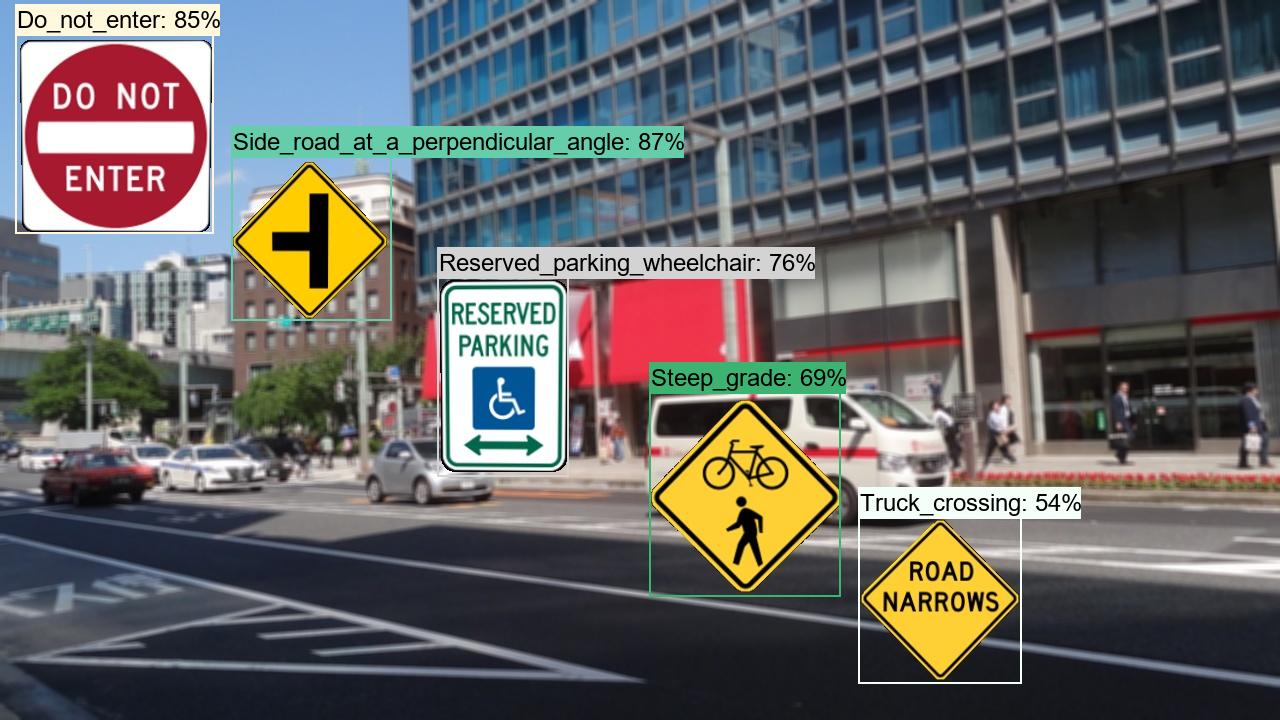 Do_not_enter: 85%
DO NOT
ENTER
Side_road_at_a_perpendicular_angle: 87%
Reserved_parking_wheelchair: 76%
RESERVED
PARKING
Steep_grade: 69%
Truck_crossing: 54%
ROAD
NARROWS